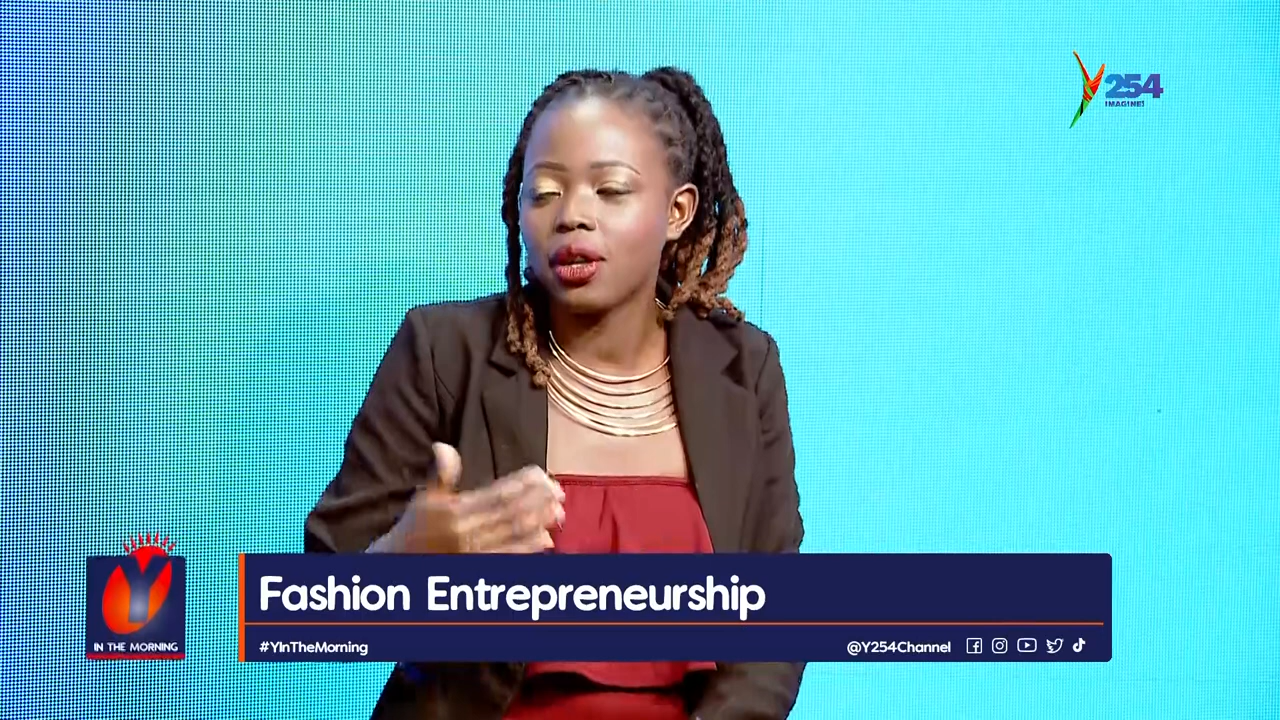 Y254
IMAGINE!
Y
IN THE MORNING
Fashion Entrepreneurship
#YInTheMorning
@Y254Channel